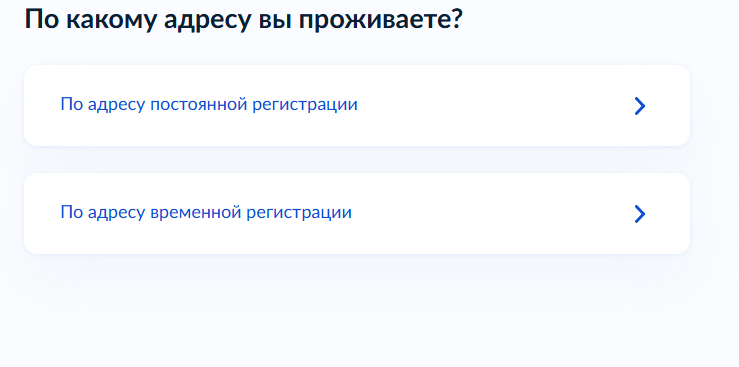 По какому адресу вы проживаете?
По адресу постоянной регистрации
По адресу временной регистрации